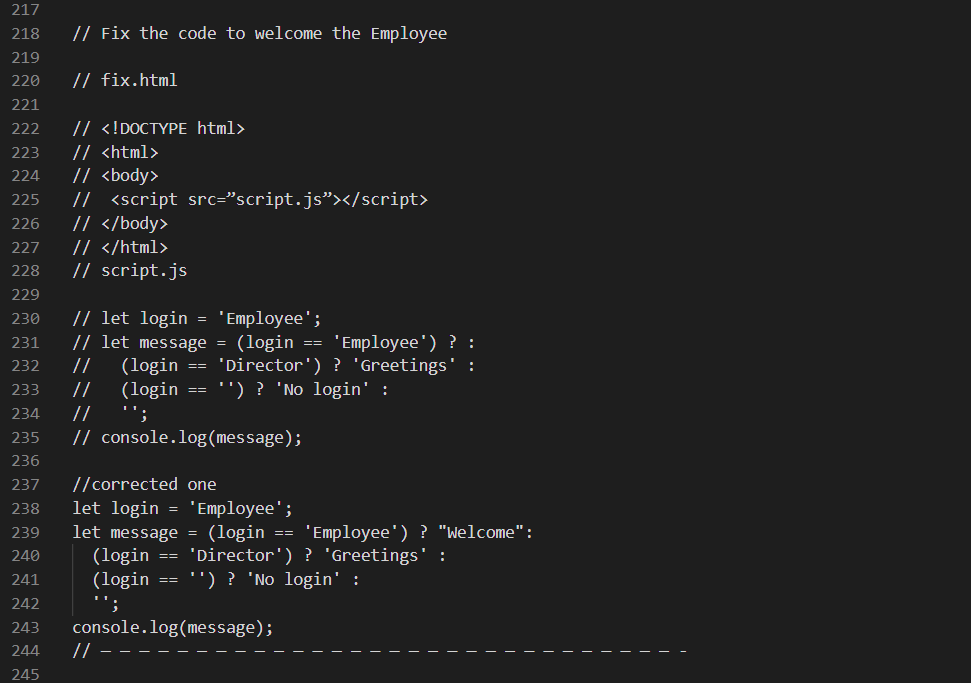 217
218 // Fix the code to welcome the Employee
219
220 // fix.html
221
222 // <!DOCTYPE html>
223 // <html>
224 // <body>
225 //  <script src=”script.js”></script>
226 // </body>
227 // </html>
228 // script.js
229
230 // let login = 'Employee';
231 // let message = (login == 'Employee') ? :
232 //   (login == 'Director') ? 'Greetings' :
233 //   (login == '') ? 'No login' :
234 //   '';
235 // console.log(message);
236
237 //corrected one
238 let login = 'Employee';
239 let message = (login == 'Employee') ? "Welcome":
240   (login == 'Director') ? 'Greetings' :
241   (login == '') ? 'No login' :
242   '';
243 console.log(message);
244 // — — — — — — — — — — — — — — — — — — — — — — — — — — — — — — -
245